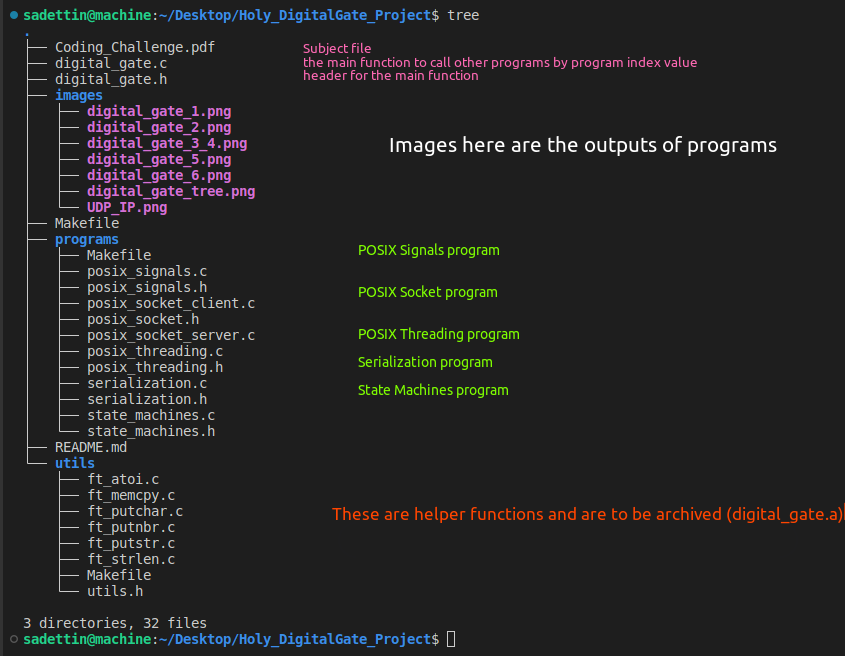 sadettin@machine:~/Desktop/Holy_DigitalGate_Project$ tree
.
├── Coding_Challenge.pdf Subject file
├── digital_gate.c the main function to call other programs by program index value
├── digital_gate.h header for the main function
├── images
│   ├── digital_gate_1.png
│   ├── digital_gate_2.png
│   ├── digital_gate_3_4.png Images here are the outputs of programs
│   ├── digital_gate_5.png
│   ├── digital_gate_6.png
│   ├── digital_gate_tree.png
│   └── UDP_IP.png
├── Makefile
├── programs
│   ├── Makefile POSIX Signals program
│   ├── posix_signals.c
│   ├── posix_signals.h POSIX Socket program
│   ├── posix_socket_client.c
│   ├── posix_socket.h
│   ├── posix_socket_server.c POSIX Threading program
│   ├── posix_threading.c
│   ├── posix_threading.h Serialization program
│   ├── serialization.c State Machines program
│   ├── serialization.h
│   ├── state_machines.c
│   └── state_machines.h
├── README.md
└── utils
    ├── ft_atoi.c
    ├── ft_memcpy.c
    ├── ft_putchar.c These are helper functions and are to be archived (digital_gate.a)
    ├── ft_putnbr.c
    ├── ft_putstr.c
    ├── ft_strlen.c
    ├── Makefile
    └── utils.h
3 directories, 32 files
sadettin@machine:~/Desktop/Holy_DigitalGate_Project$